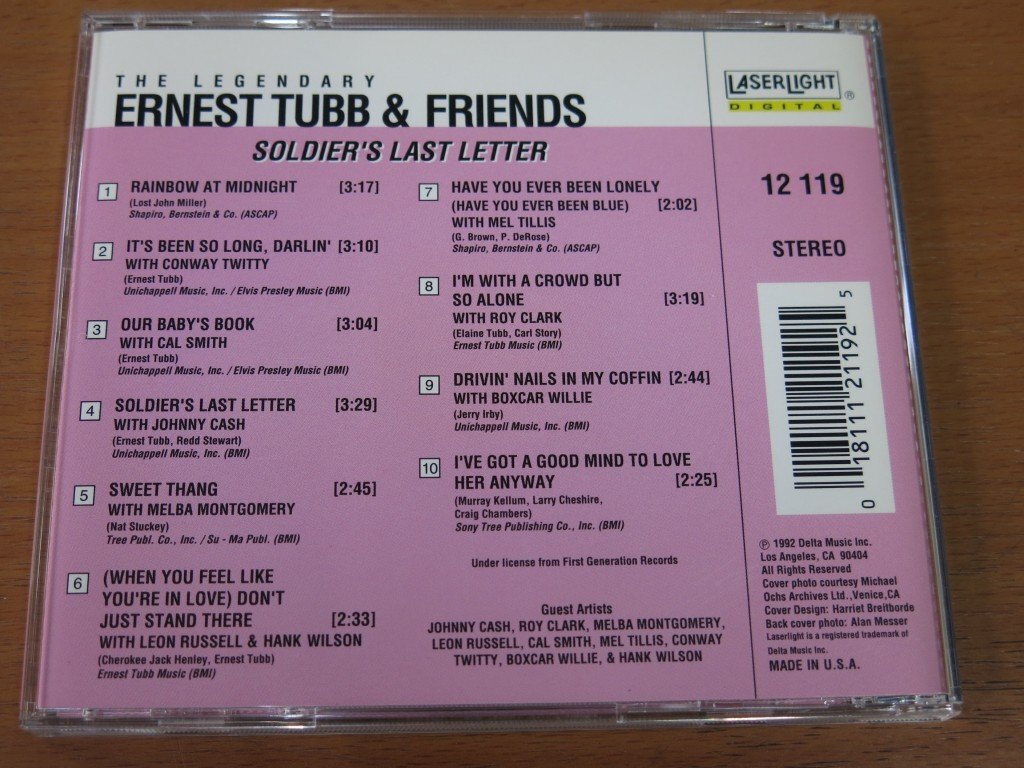 THE LEGENDARY
ERNEST TUBB & FRIENDS
SOLDIER'S LAST LETTER
1 RAINBOW AT MIDNIGHT [3:17]
(Lost John Miller)
Shapiro, Bernstein & Co. (ASCAP)
2 IT'S BEEN SO LONG, DARLIN' [3:10]
WITH CONWAY TWITTY
(Ernest Tubb)
Unichappell Music, Inc. / Elvis Presley Music (BMI)
3 OUR BABY'S BOOK [3:04]
WITH CAL SMITH
(Ernest Tubb)
Unichappell Music, Inc. / Elvis Presley Music (BMI)
4 SOLDIER'S LAST LETTER [3:29]
WITH JOHNNY CASH
(Ernest Tubb, Redd Stewart)
Unichappell Music, Inc. (BMI)
5 SWEET THANG [2:45]
WITH MELBA MONTGOMERY
(Nat Stuckey)
Tree Publ. Co., Inc. / Su - Ma Publ. (BMI)
6 (WHEN YOU FEEL LIKE
YOU'RE IN LOVE) DON'T
JUST STAND THERE [2:33]
WITH LEON RUSSELL & HANK WILSON
(Cherokee Jack Henley, Ernest Tubb)
Ernest Tubb Music (BMI)
7 HAVE YOU EVER BEEN LONELY
(HAVE YOU EVER BEEN BLUE) [2:02]
WITH MEL TILLIS
(G. Brown, P. DeRose)
Shapiro, Bernstein & Co. (ASCAP)
8 I'M WITH A CROWD BUT
SO ALONE [3:19]
WITH ROY CLARK
(Elaine Tubb, Carl Story)
Ernest Tubb Music (BMI)
9 DRIVIN' NAILS IN MY COFFIN [2:44]
WITH BOXCAR WILLIE
(Jerry Irby)
Unichappell Music, Inc. (BMI)
10 I'VE GOT A GOOD MIND TO LOVE
HER ANYWAY [2:25]
(Murray Kellum, Larry Cheshire,
Craig Chambers)
Sony Tree Publishing Co., Inc. (BMI)
Under license from First Generation Records
Guest Artists
JOHNNY CASH, ROY CLARK, MELBA MONTGOMERY,
LEON RUSSELL, CAL SMITH, MEL TILLIS, CONWAY
TWITTY, BOXCAR WILLIE, & HANK WILSON
LASERLIGHT ®
DIGITAL
12 119
STEREO
0 18111 21192 5
℗ 1992 Delta Music Inc.
Los Angeles, CA 90404
All Rights Reserved
Cover photo courtesy Michael
Ochs Archives Ltd.,Venice,CA
Cover Design: Harriet Breitborde
Back cover photo: Alan Messer
Laserlight is a registered trademark of
Delta Music Inc.
MADE IN U.S.A.